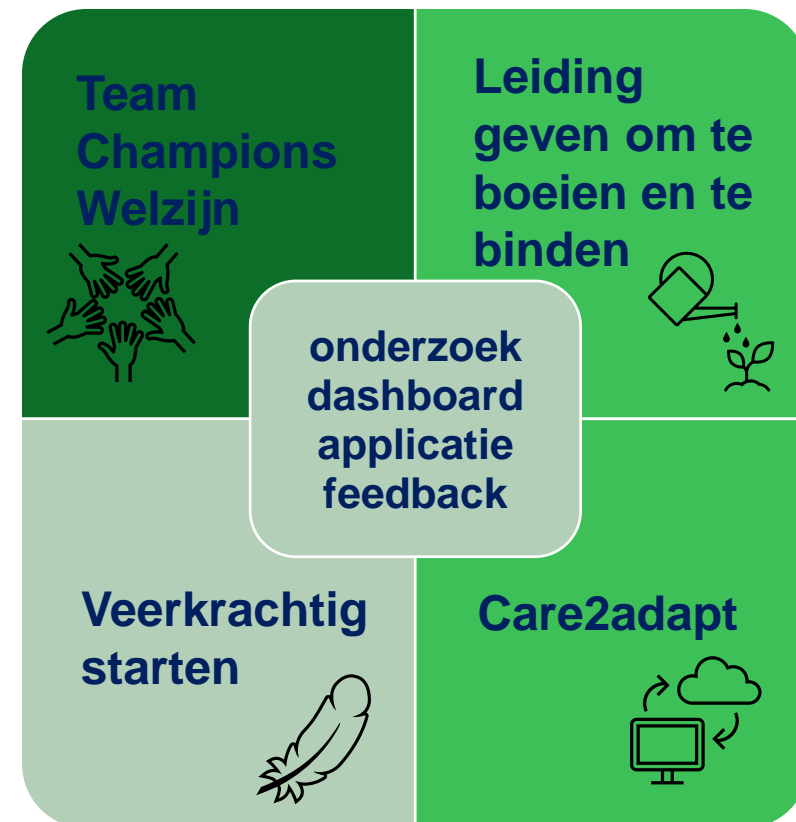 Team
Champions
Welzijn
Leiding
geven om te
boeien en te
binden
onderzoek
dashboard
applicatie
feedback
Veerkrachtig
starten
Care2adapt